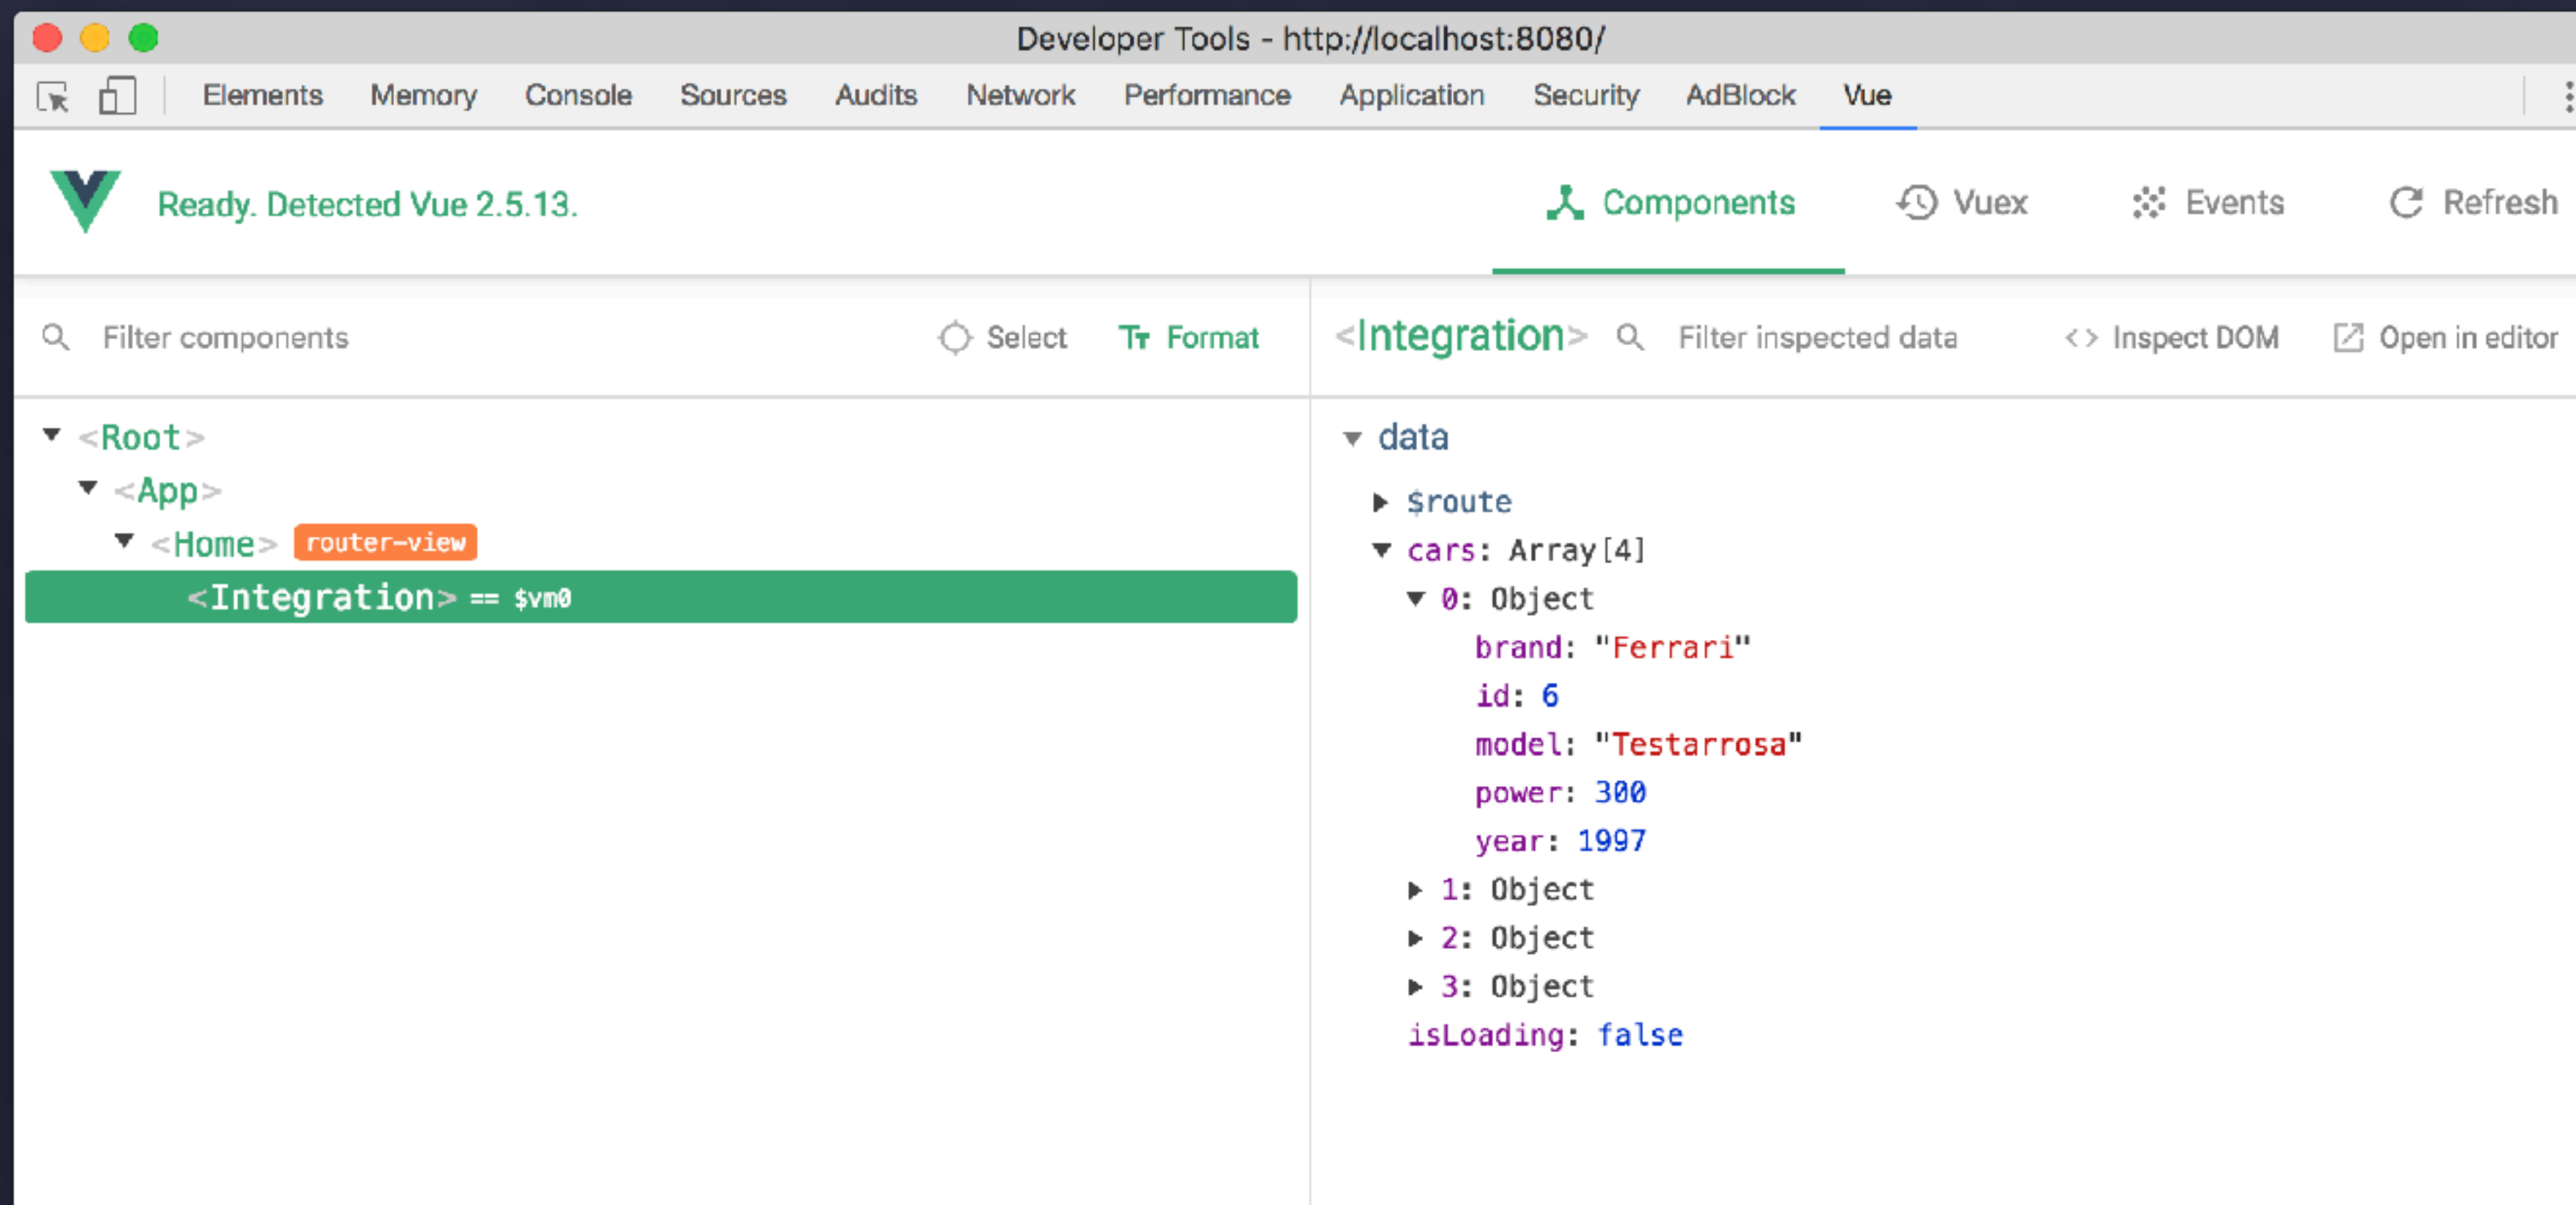 Developer Tools - http://localhost:8080/
Elements Memory Console Sources Audits Network Performance Application Security AdBlock Vue
Ready. Detected Vue 2.5.13.
Components Vuex Events Refresh
Filter components Select Format
<Integration> Filter inspected data <> Inspect DOM Open in editor
<Root>
<App>
<Home> router-view
<Integration> == $vm0
data
$route
cars: Array[4]
0: Object
brand: "Ferrari"
id: 6
model: "Testarrosa"
power: 300
year: 1997
1: Object
2: Object
3: Object
isLoading: false